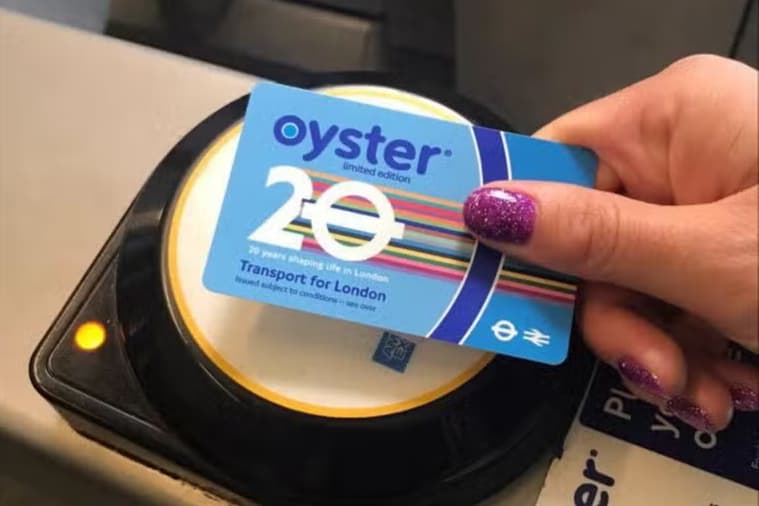 Oyster®
limited edition
20
20 years shaping life in London
Transport for London
Issued subject to conditions – see over